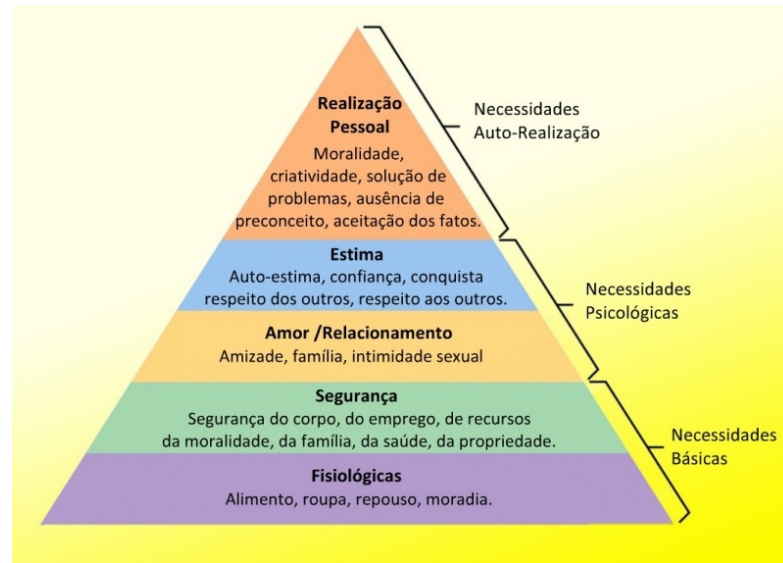 Realização
Pessoal
Moralidade,
criatividade, solução de
problemas, ausência de
preconceito, aceitação dos fatos.
Necessidades
Auto-Realização
Estima
Auto-estima, confiança, conquista
respeito dos outros, respeito aos outros.
Necessidades
Psicológicas
Amor /Relacionamento
Amizade, família, intimidade sexual
Segurança
Segurança do corpo, do emprego, de recursos
da moralidade, da família, da saúde, da propriedade.
Necessidades
Básicas
Fisiológicas
Alimento, roupa, repouso, moradia.